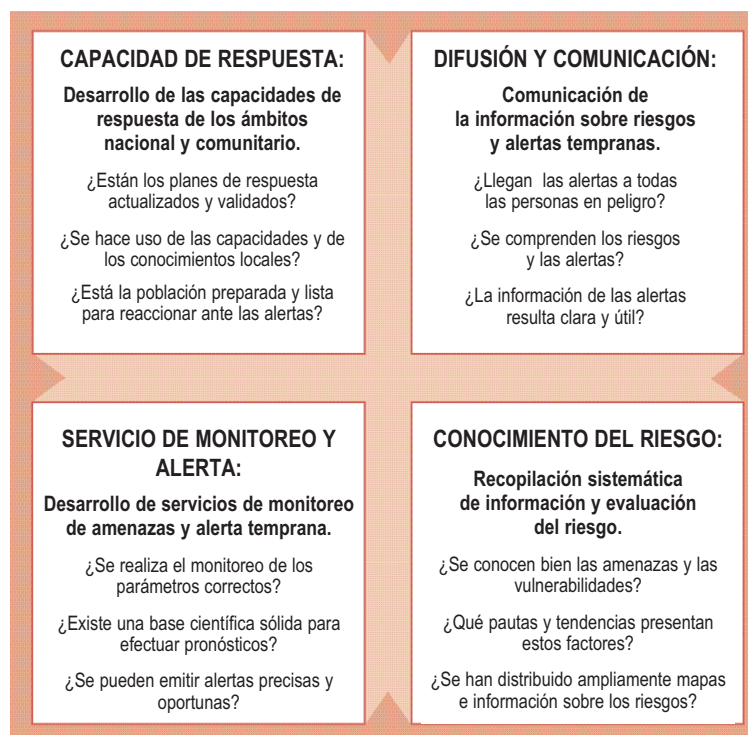 CAPACIDAD DE RESPUESTA:
Desarrollo de las capacidades de
respuesta de los ámbitos
nacional y comunitario.
¿Están los planes de respuesta
actualizados y validados?
¿Se hace uso de las capacidades y de
los conocimientos locales?
¿Está la población preparada y lista
para reaccionar ante las alertas?
DIFUSIÓN Y COMUNICACIÓN:
Comunicación de
la información sobre riesgos
y alertas tempranas.
¿Llegan las alertas a todas
las personas en peligro?
¿Se comprenden los riesgos
y las alertas?
¿La información de las alertas
resulta clara y útil?
SERVICIO DE MONITOREO Y
ALERTA:
Desarrollo de servicios de monitoreo
de amenazas y alerta temprana.
¿Se realiza el monitoreo de los
parámetros correctos?
¿Existe una base científica sólida para
efectuar pronósticos?
¿Se pueden emitir alertas precisas y
oportunas?
CONOCIMIENTO DEL RIESGO:
Recopilación sistemática
de información y evaluación
del riesgo.
¿Se conocen bien las amenazas y las
vulnerabilidades?
¿Qué pautas y tendencias presentan
estos factores?
¿Se han distribuido ampliamente mapas
e información sobre los riesgos?